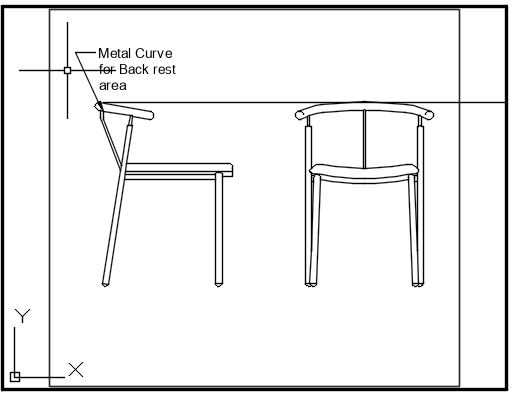 Metal Curve
for Back rest
area
Y
X